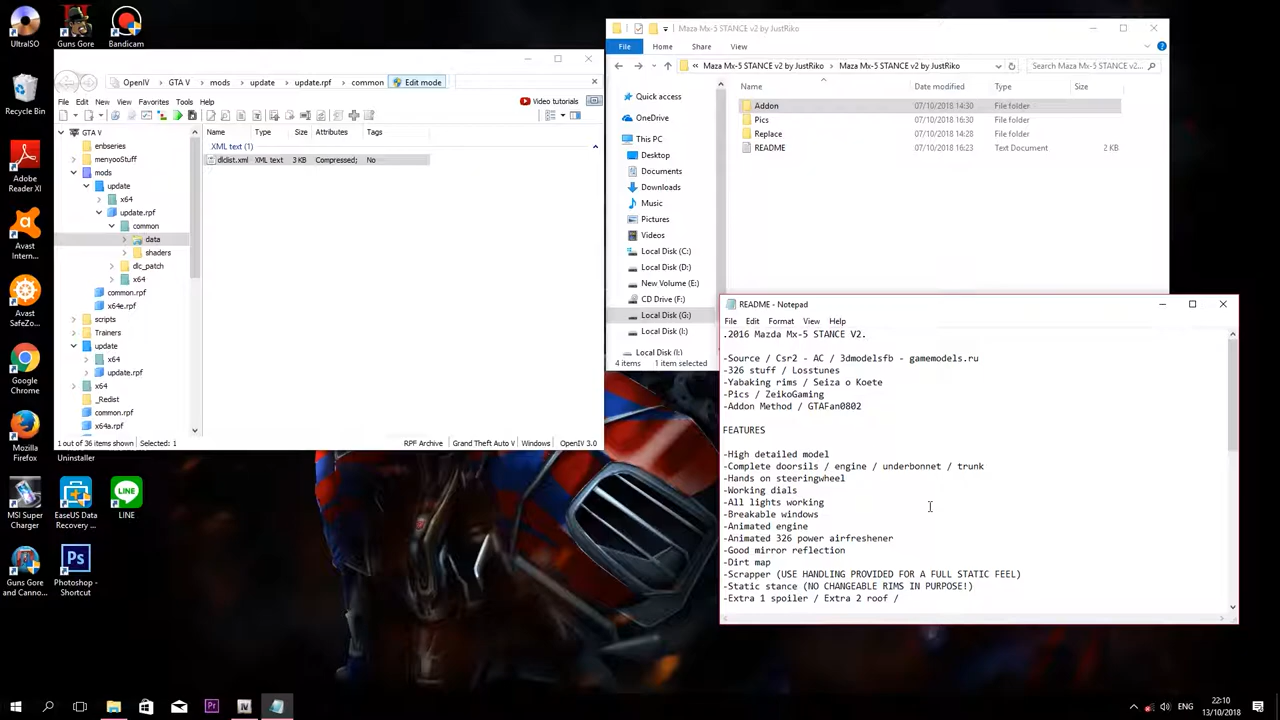 UltraISO
Guns Gore
Bandicam
Recycle Bin
Adobe
Reader XI
Avast
Intern...
Avast
SafeZo...
Google
Chrome
Mozilla
Firefox
Uninstaller
MSI Super
Charger
EaseUS Data
Recovery ...
LINE
Guns Gore
and Canno...
Photoshop -
Shortcut
OpenIV
GTA V
mods
update
update.rpf
common
Edit mode
File Edit View Favorites Tools Help
Video tutorials
GTA V
enbseries
menyooStuff
mods
update
x64
update.rpf
common
data
shaders
dlc_patch
x64
common.rpf
x64e.rpf
scripts
Trainers
update
x64
update.rpf
x64
_Redist
common.rpf
x64a.rpf
Name Type Size Attributes Tags
XML text (1)
dlclist.xml XML text 3 KB Compressed; No
1 out of 36 items shown Selected: 1
RPF Archive Grand Theft Auto V Windows OpenIV 3.0
Maza Mx-5 STANCE v2 by JustRiko
File Home Share View
« Maza Mx-5 STANCE v2 by JustRiko › Maza Mx-5 STANCE v2 by JustRiko
Search Maza Mx-5 STANCE v2...
Quick access
OneDrive
This PC
Desktop
Documents
Downloads
Music
Pictures
Videos
Local Disk (C:)
Local Disk (D:)
New Volume (E:)
CD Drive (F:)
Local Disk (G:)
Local Disk (I:)
Local Disk (I:)
Name Date modified Type Size
Addon 07/10/2018 14:30 File folder
Pics 07/10/2018 16:30 File folder
Replace 07/10/2018 14:28 File folder
README 07/10/2018 16:23 Text Document 2 KB
4 items 1 item selected
README - Notepad
File Edit Format View Help
.2016 Mazda Mx-5 STANCE V2.
-Source / Csr2 - AC / 3dmodelsfb - gamemodels.ru
-326 stuff / Losstunes
-Yabaking rims / Seiza o Koete
-Pics / ZeikoGaming
-Addon Method / GTAFan0802
FEATURES
-High detailed model
-Complete doorsils / engine / underbonnet / trunk
-Hands on steeringwheel
-Working dials
-All lights working
-Breakable windows
-Animated engine
-Animated 326 power airfreshener
-Good mirror reflection
-Dirt map
-Scrapper (USE HANDLING PROVIDED FOR A FULL STATIC FEEL)
-Static stance (NO CHANGEABLE RIMS IN PURPOSE!)
-Extra 1 spoiler / Extra 2 roof /
ENG
22:10
13/10/2018